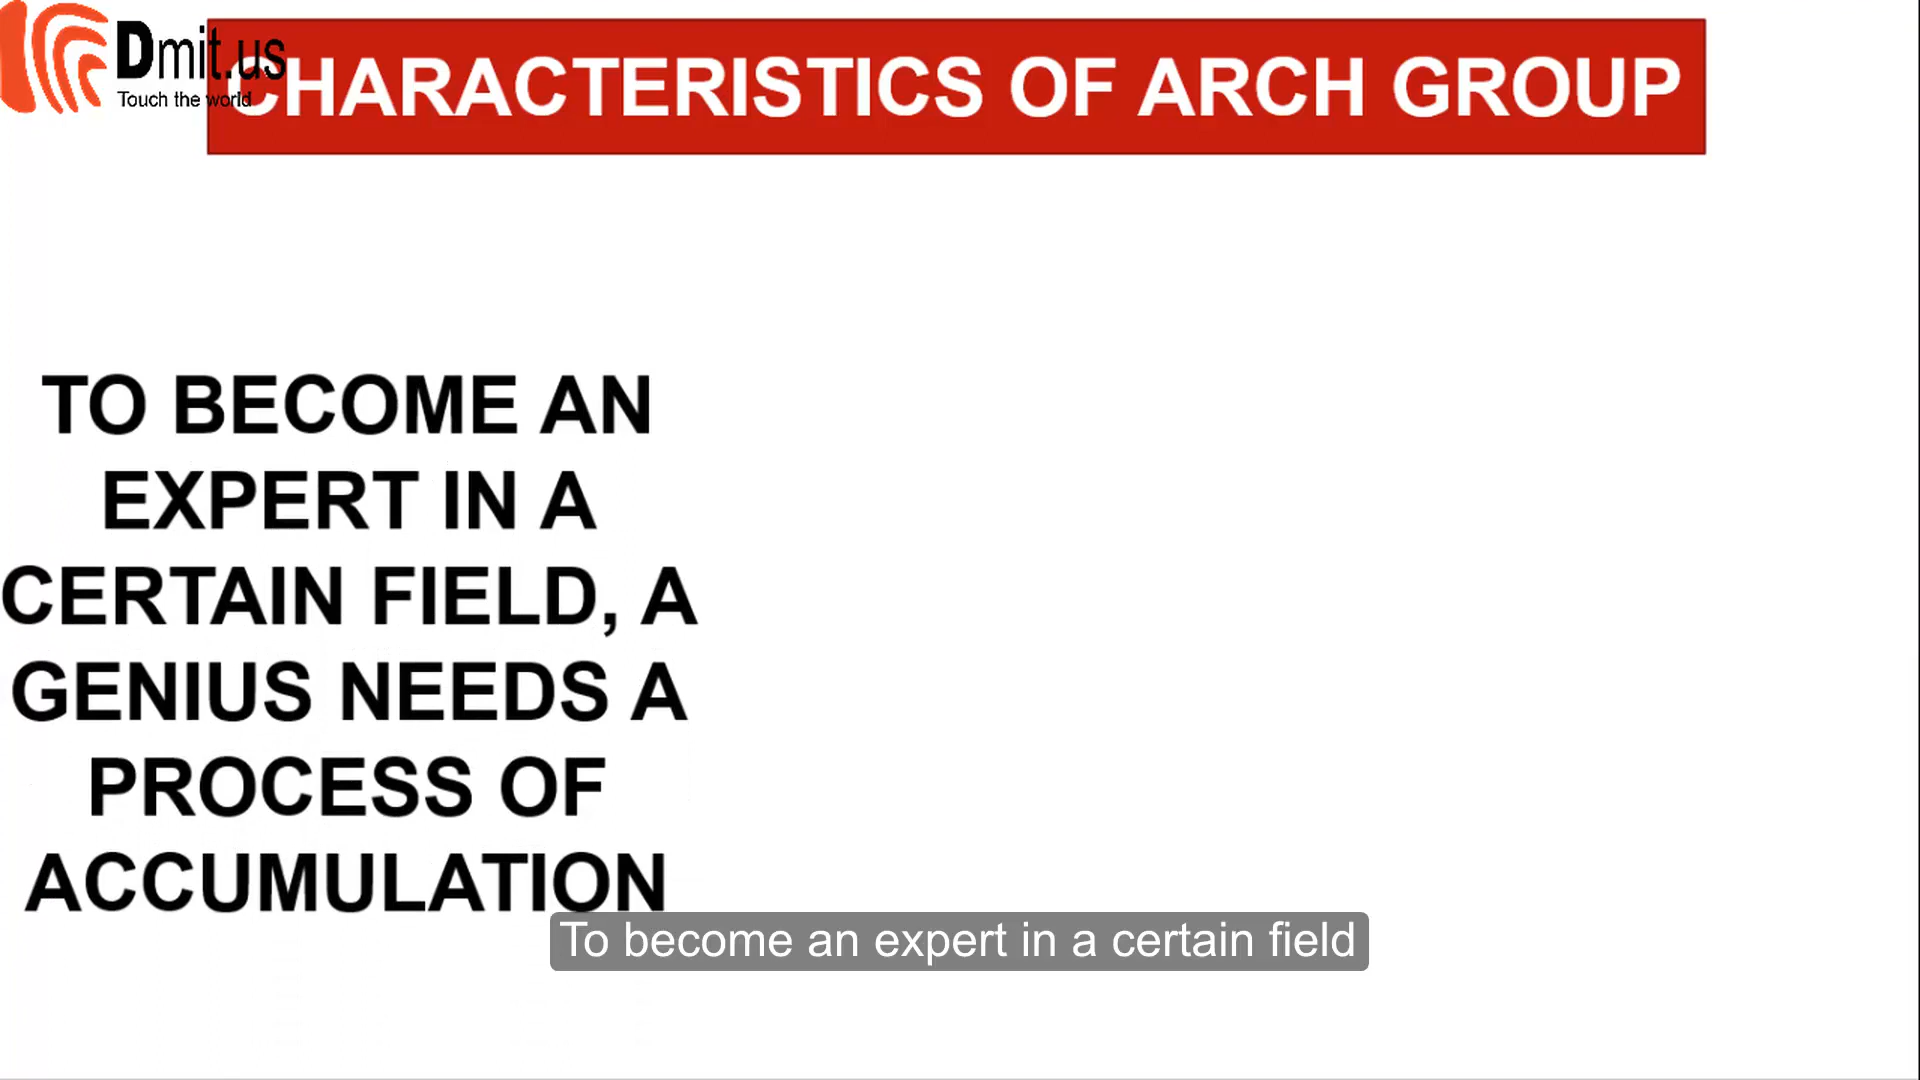 Dmit.us
Touch the world
CHARACTERISTICS OF ARCH GROUP
TO BECOME AN
EXPERT IN A
CERTAIN FIELD, A
GENIUS NEEDS A
PROCESS OF
ACCUMULATION
To become an expert in a certain field